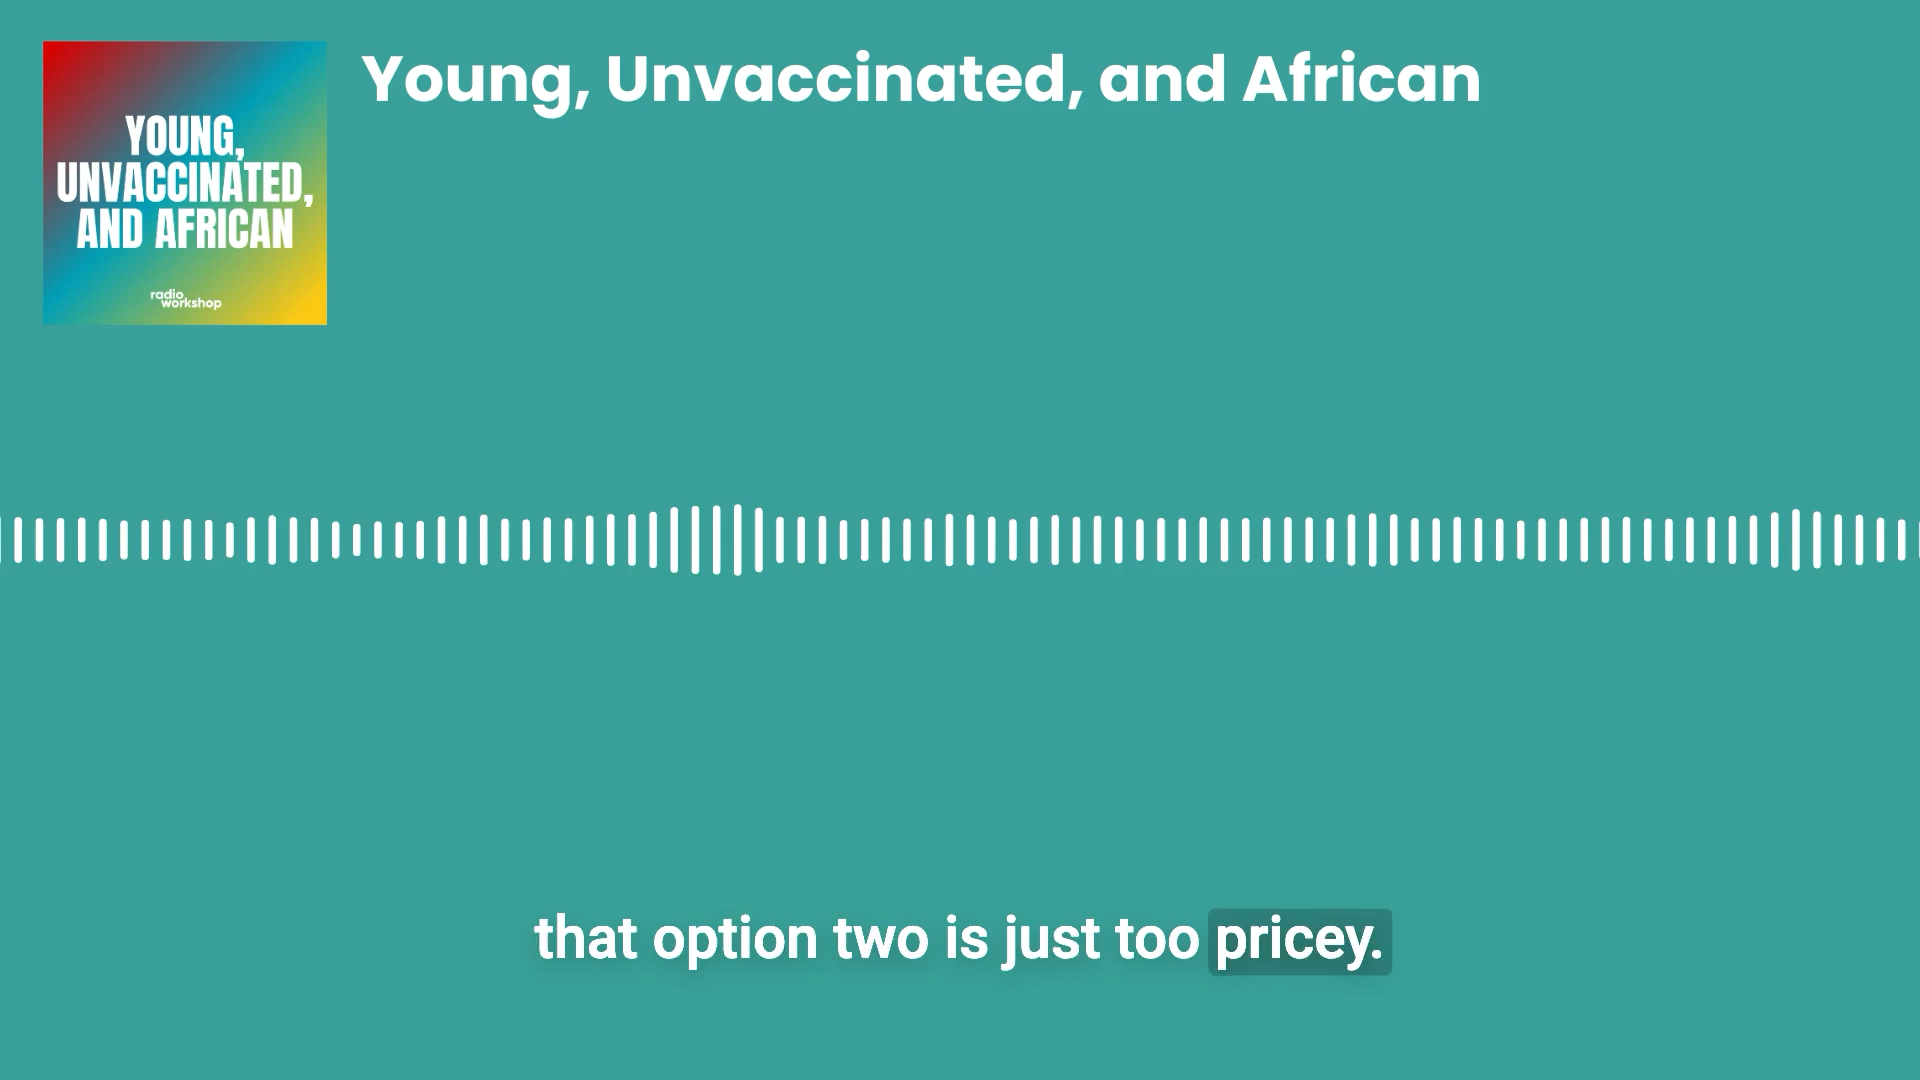 YOUNG,
UNVACCINATED,
AND AFRICAN
radio
workshop
Young, Unvaccinated, and African
that option two is just too pricey.